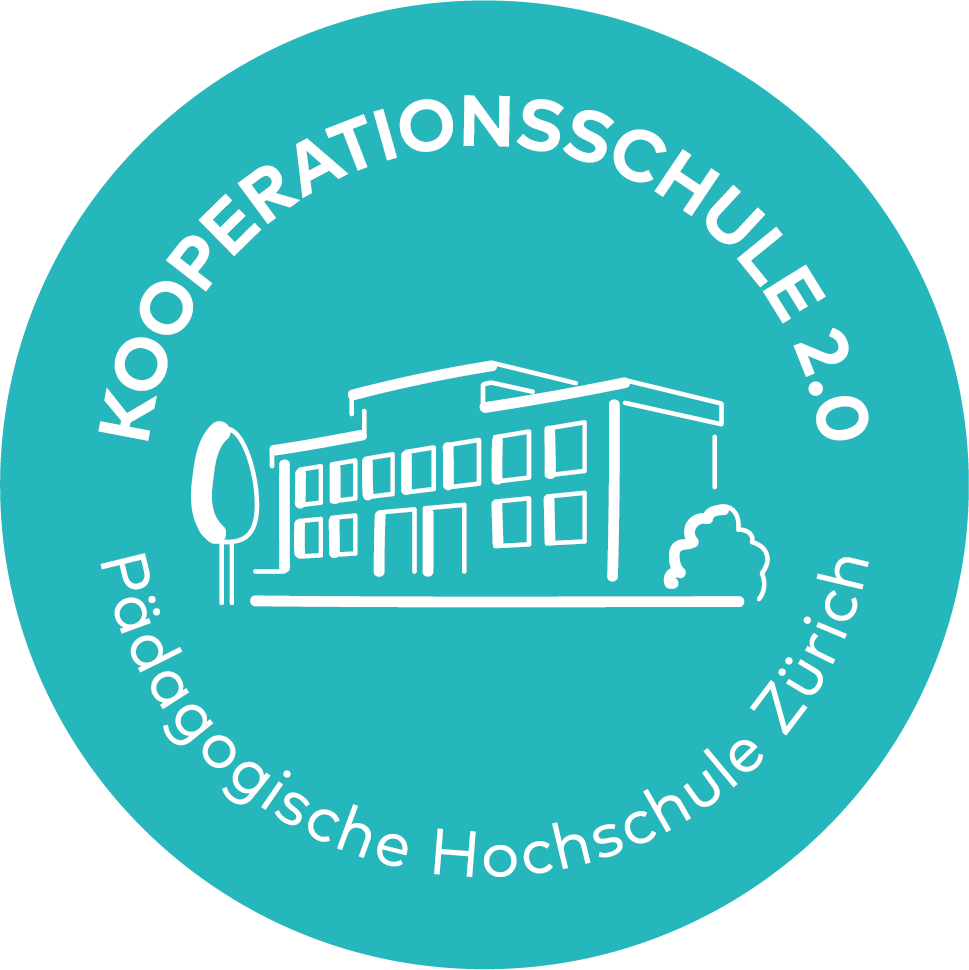 KOOPERATIONSSCHULE 2.0
Pädagogische Hochschule Zürich